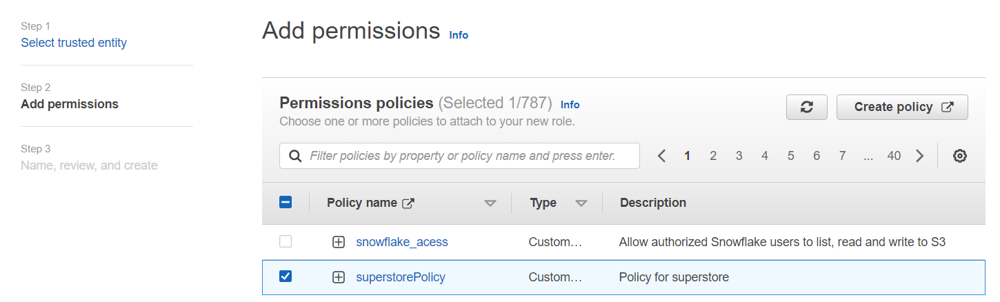 Step 1
Select trusted entity
Step 2
Add permissions
Step 3
Name, review, and create
Add permissions Info
Permissions policies (Selected 1/787) Info
Choose one or more policies to attach to your new role.
Create policy
Filter policies by property or policy name and press enter.
1 2 3 4 5 6 7 ... 40
Policy name Type Description
snowflake_acess Custom… Allow authorized Snowflake users to list, read and write to S3
superstorePolicy Custom… Policy for superstore